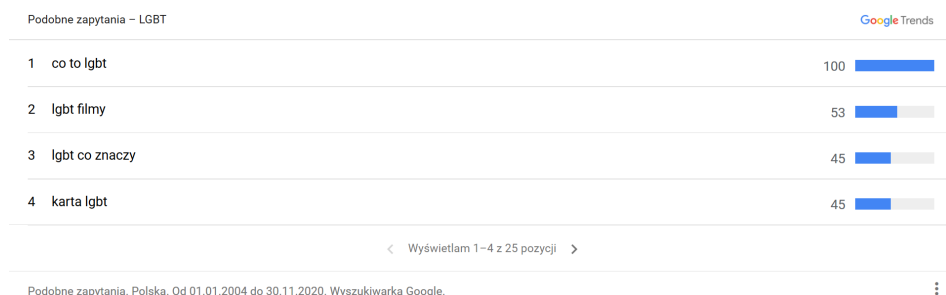 Podobne zapytania – LGBT
Google Trends
1 co to lgbt 100
2 lgbt filmy 53
3 lgbt co znaczy 45
4 karta lgbt 45
Wyświetlam 1–4 z 25 pozycji
Podobne zapytania. Polska. Od 01.01.2004 do 30.11.2020. Wyszukiwarka Google.